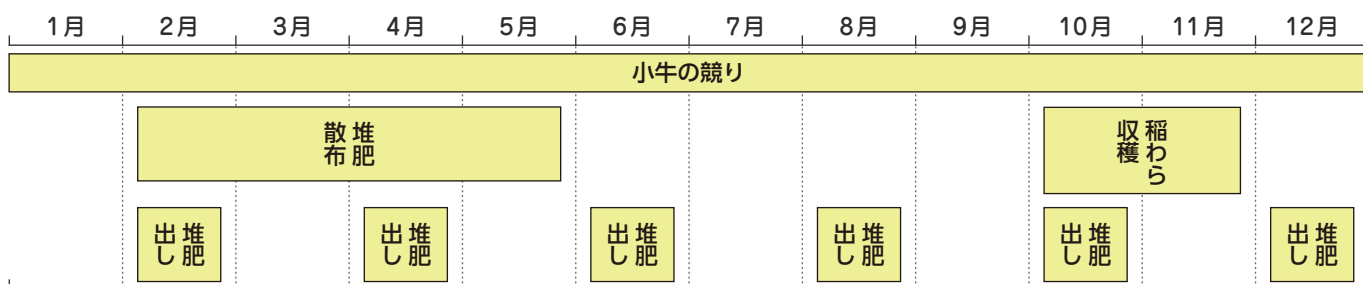 1月 2月 3月 4月 5月 6月 7月 8月 9月 10月 11月 12月
小牛の競り
堆肥
散布
稲わら
収穫
堆肥
出し
堆肥
出し
堆肥
出し
堆肥
出し
堆肥
出し
堆肥
出し